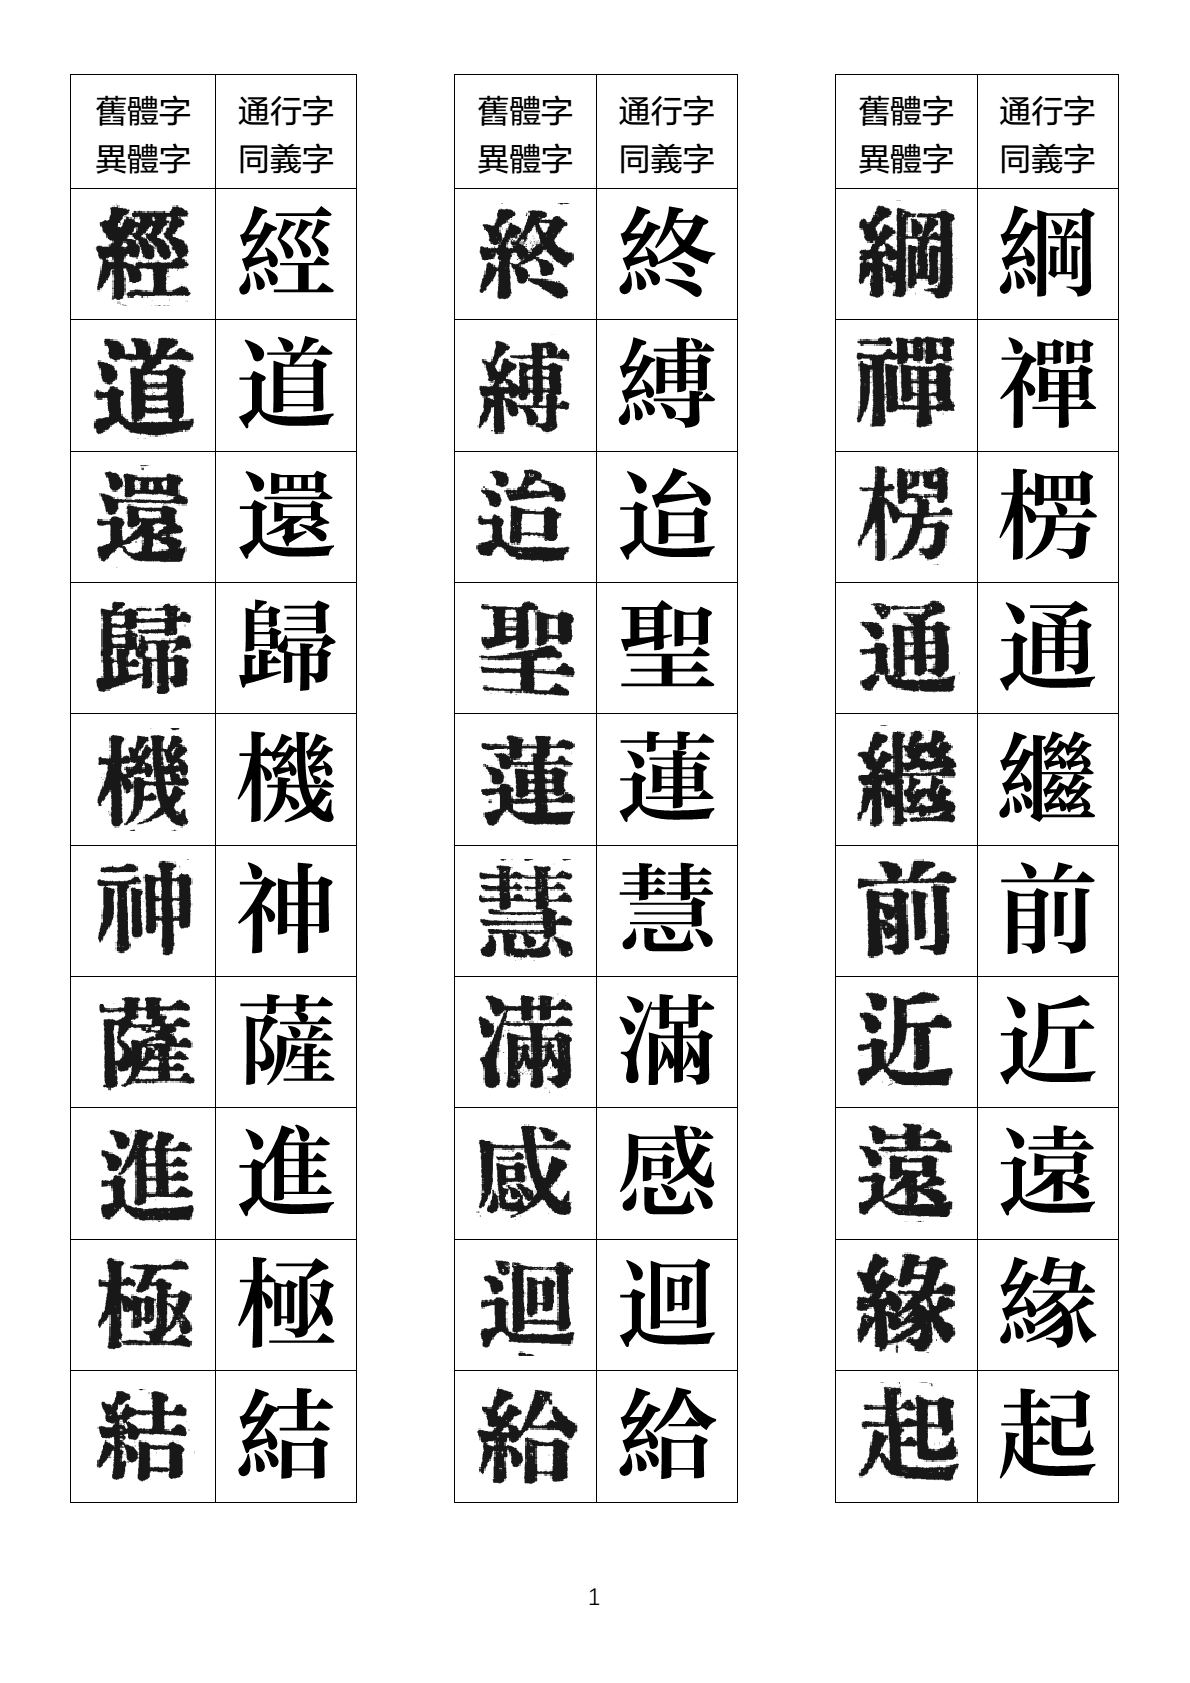 舊體字 通行字 舊體字 通行字 舊體字 通行字
異體字 同義字 異體字 同義字 異體字 同義字
經 經 終 終 綱 綱
道 道 縛 縛 禪 禪
還 還 迨 迨 楞 楞
歸 歸 聖 聖 通 通
機 機 蓮 蓮 繼 繼
神 神 慧 慧 前 前
薩 薩 滿 滿 近 近
進 進 感 感 遠 遠
極 極 迴 迴 緣 緣
結 結 給 給 起 起
1